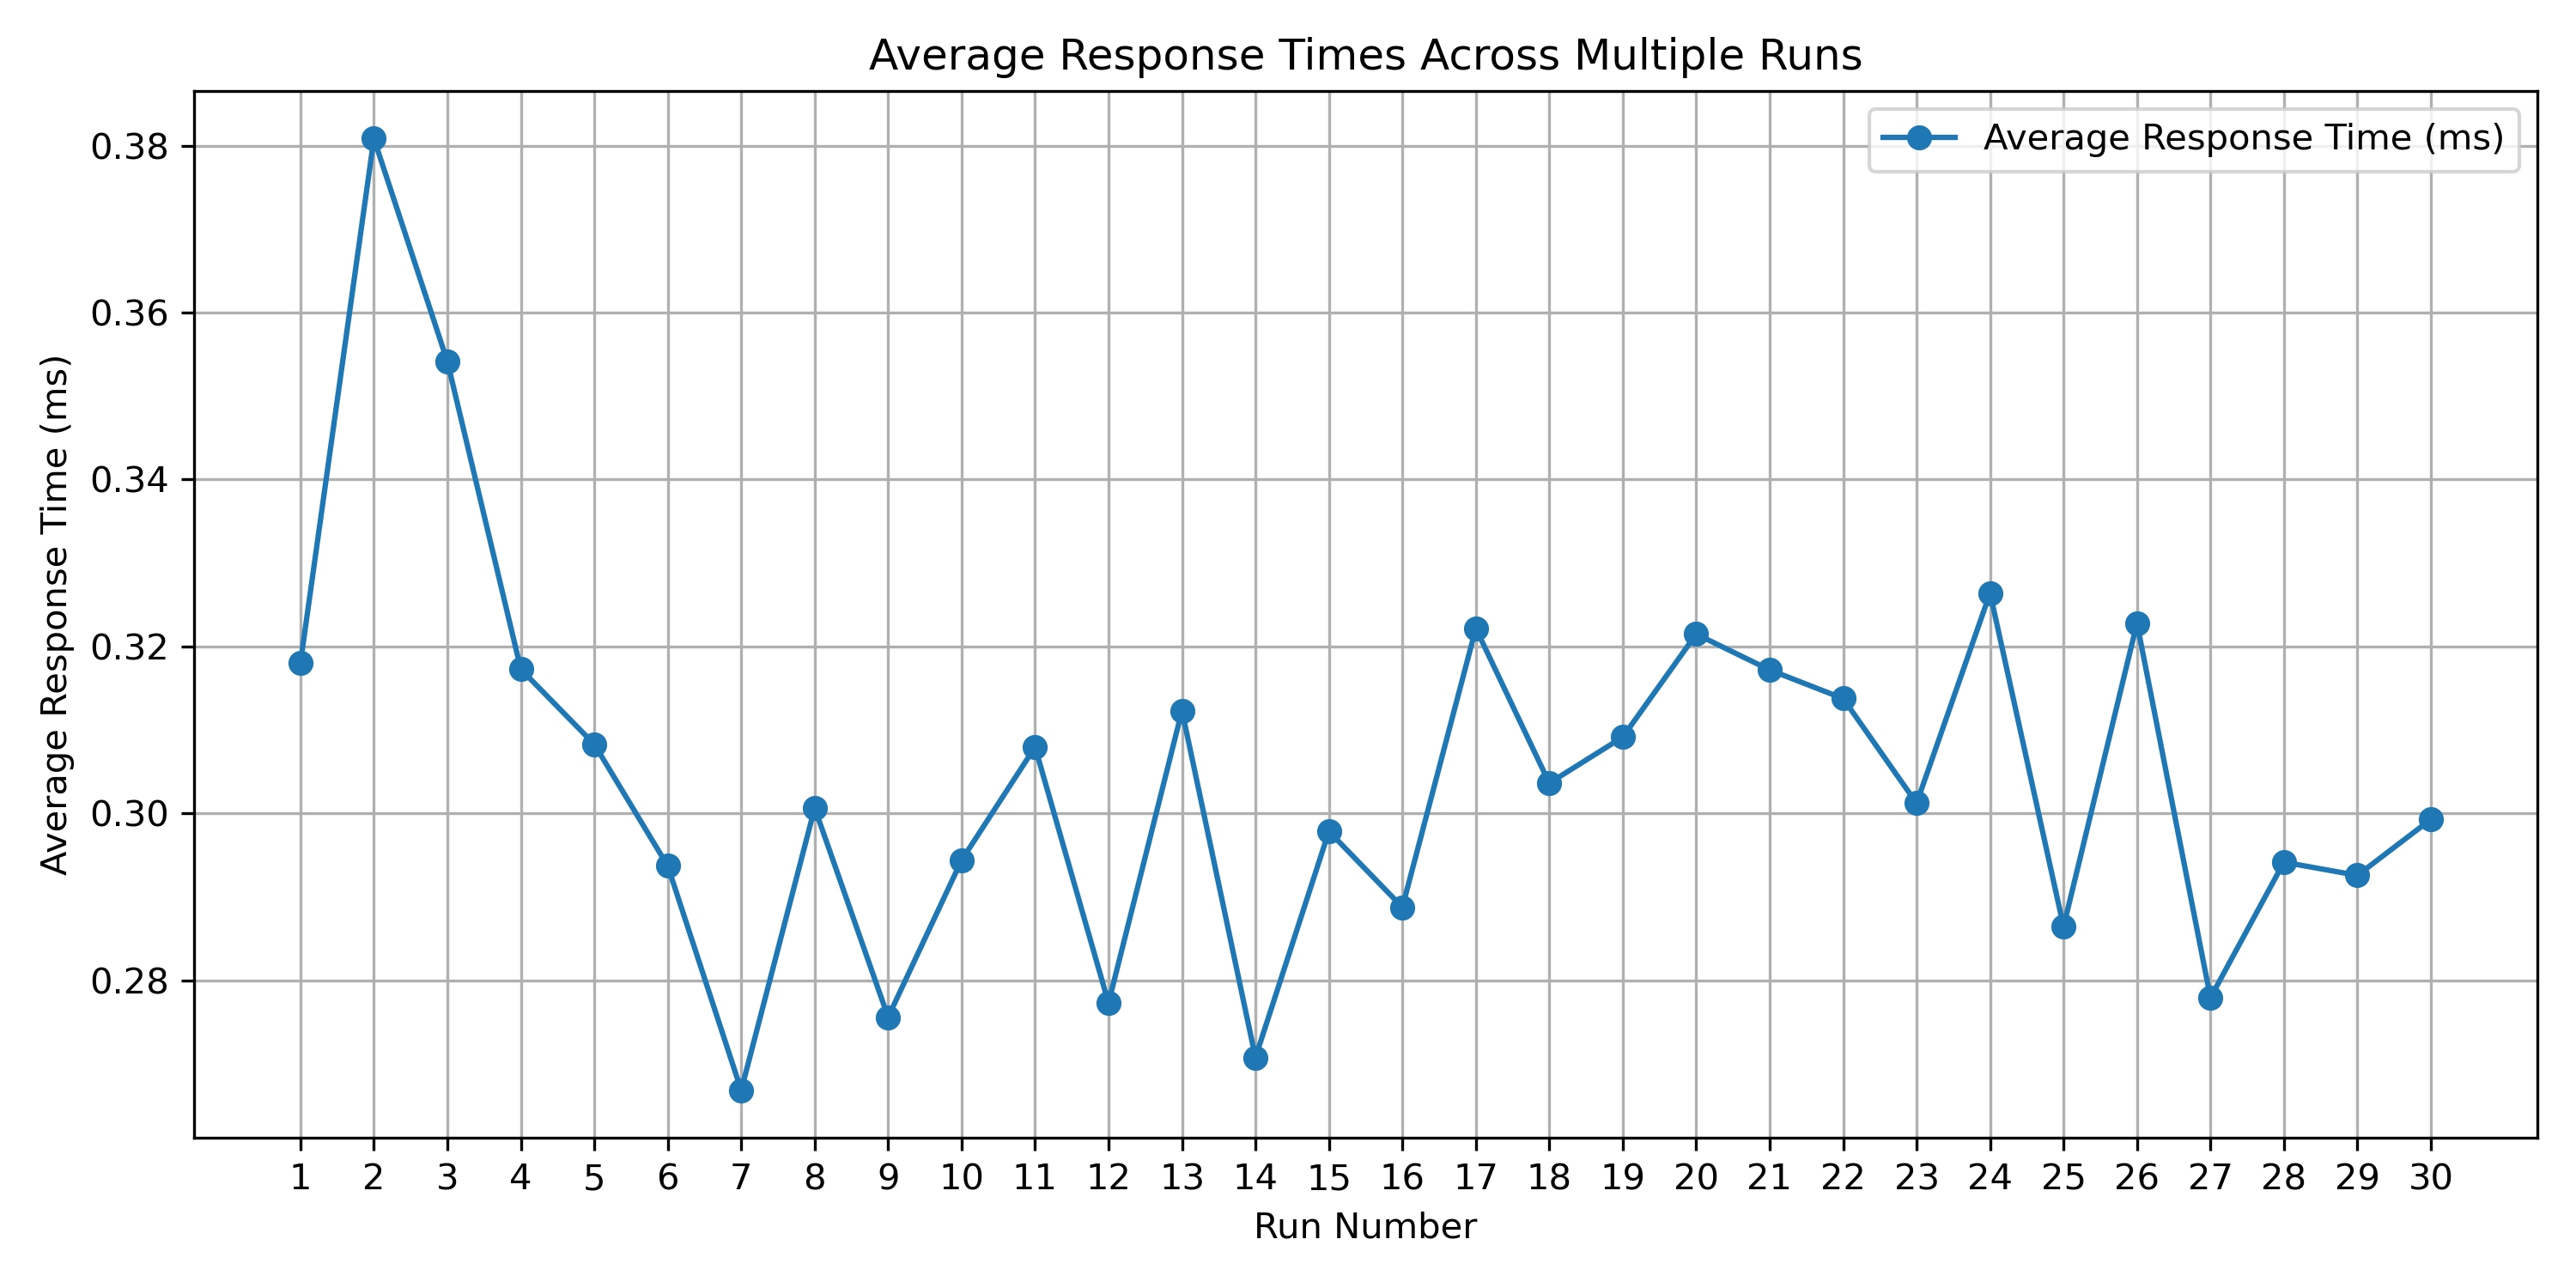 Average Response Times Across Multiple Runs
Average Response Time (ms)
0.38
0.36
0.34
0.32
0.30
0.28
Average Response Time (ms)
1 2 3 4 5 6 7 8 9 10 11 12 13 14 15 16 17 18 19 20 21 22 23 24 25 26 27 28 29 30
Run Number